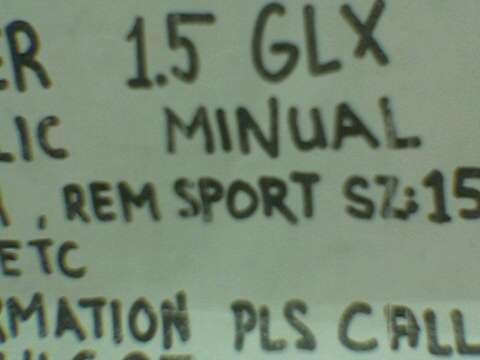 ER 1.5 GLX
LIC MINUAL
, REM SPORT SZ:15
ETC
RMATION PLS CALL